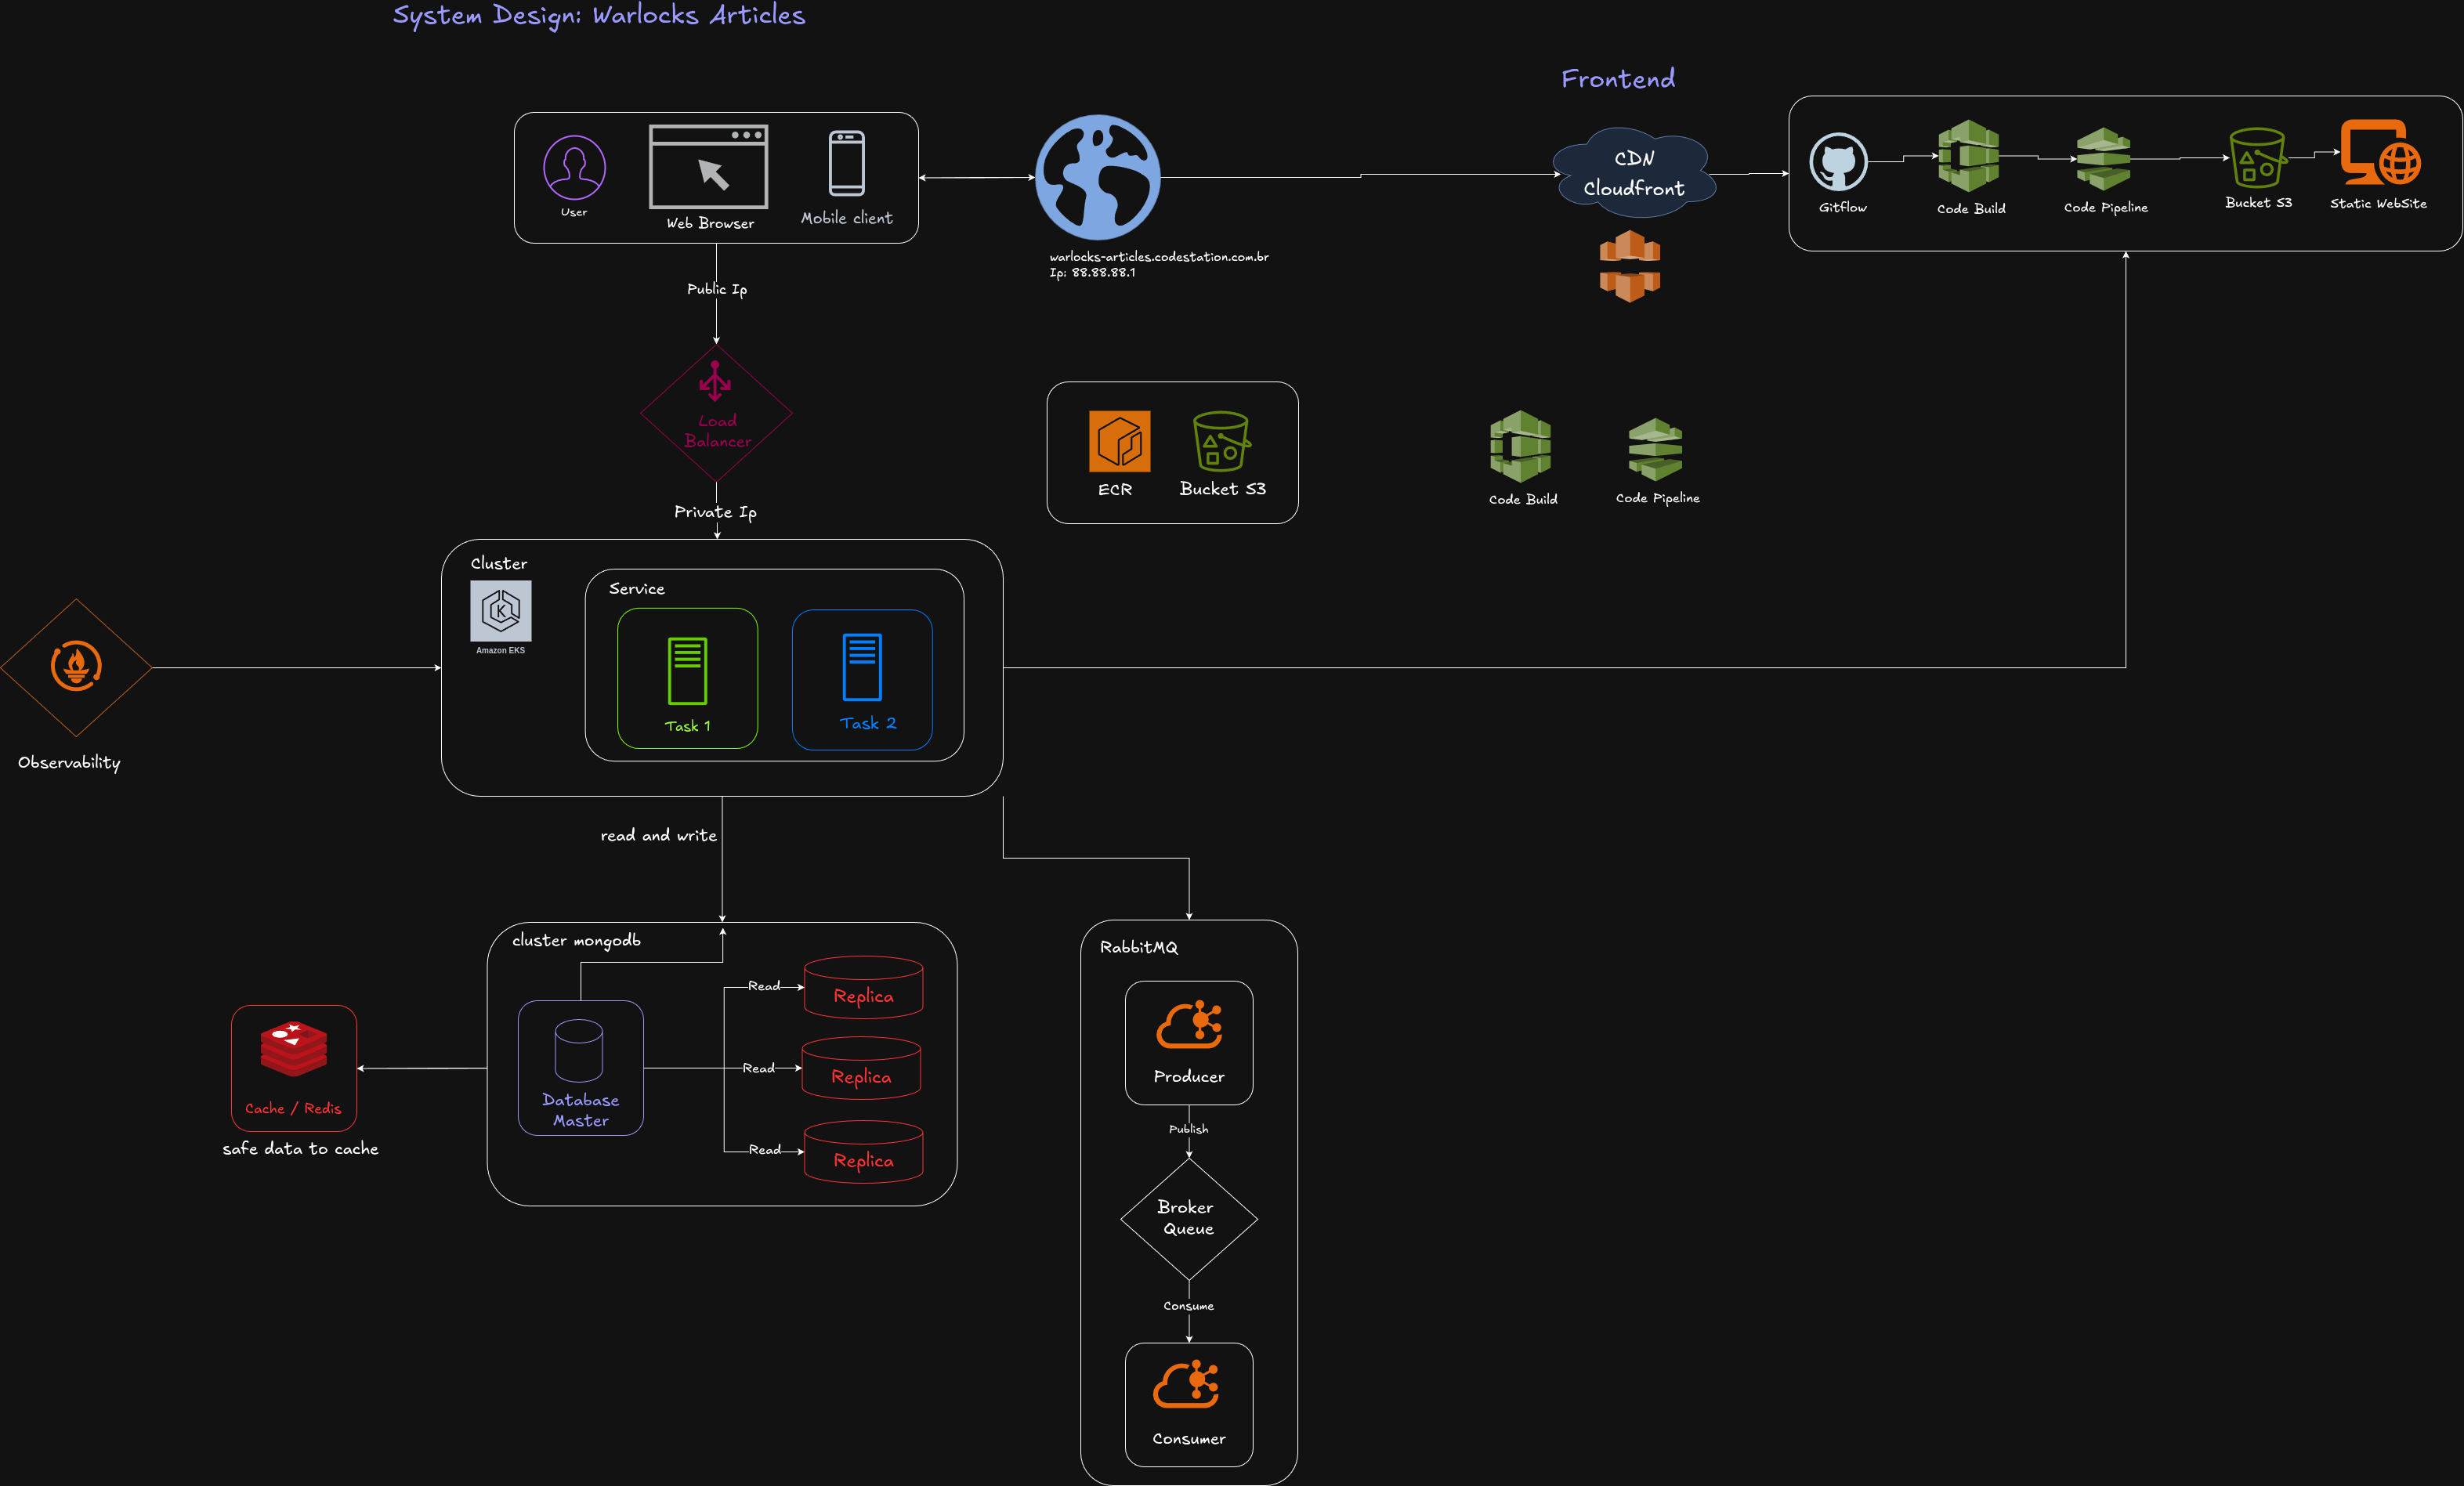 System Design: Warlocks Articles
Frontend
User
Web Browser
Mobile client
warlocks-articles.codestation.com.br
Ip: 88.88.88.1
CDN
Cloudfront
Gitflow
Code Build
Code Pipeline
Bucket S3
Static WebSite
Public Ip
Load
Balancer
Private Ip
ECR
Bucket S3
Code Build
Code Pipeline
Cluster
Amazon EKS
Service
Task 1
Task 2
Observability
read and write
cluster mongodb
Database
Master
Read
Replica
Read
Replica
Read
Replica
Cache / Redis
safe data to cache
RabbitMQ
Producer
Publish
Broker
Queue
Consume
Consumer